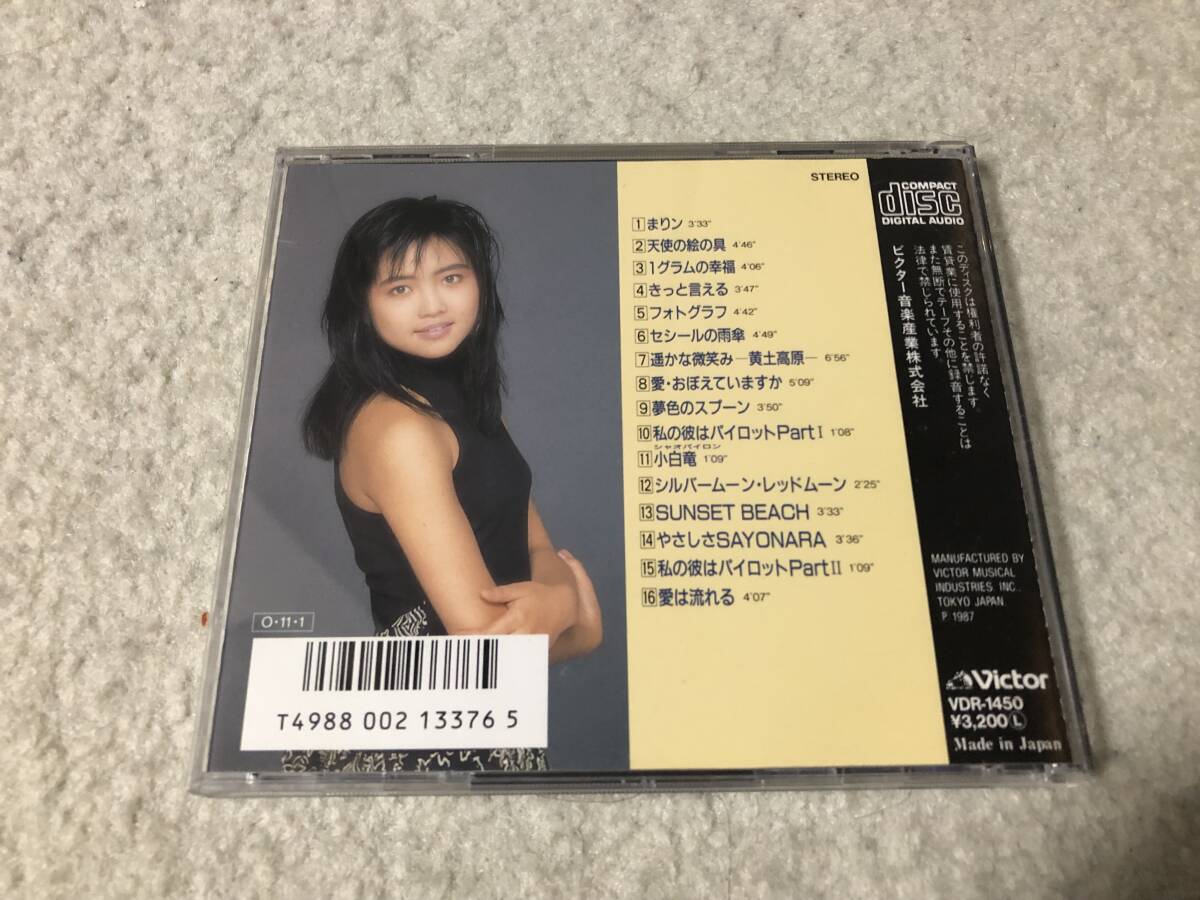 STEREO
1 まりン 3'33"
2 天使の絵の具 4'46"
3 1グラムの幸福 4'06"
4 きっと言える 3'47"
5 フォトグラフ 4'42"
6 セシールの雨傘 4'49"
7 遥かな微笑み―黄土高原― 6'56"
8 愛・おぼえていますか 5'09"
9 夢色のスプーン 3'50"
10 私の彼はパイロットPart I 1'08"
シャオパイロン
11 小白竜 1'09"
12 シルバームーン・レッドムーン 2'25"
13 SUNSET BEACH 3'33"
14 やさしさSAYONARA 3'36"
15 私の彼はパイロットPart II 1'09"
16 愛は流れる 4'07"
O・11・1
T4988 002 13376 5
COMPACT
disc
DIGITAL AUDIO
このディスクは権利者の許諾なく
賃貸業に使用することを禁じます。
また無断でテープその他に録音することは
法律で禁じられています。
ビクター音楽産業株式会社
MANUFACTURED BY
VICTOR MUSICAL
INDUSTRIES INC.,
TOKYO JAPAN
P 1987
Victor
VDR-1450
¥3,200 L
Made in Japan